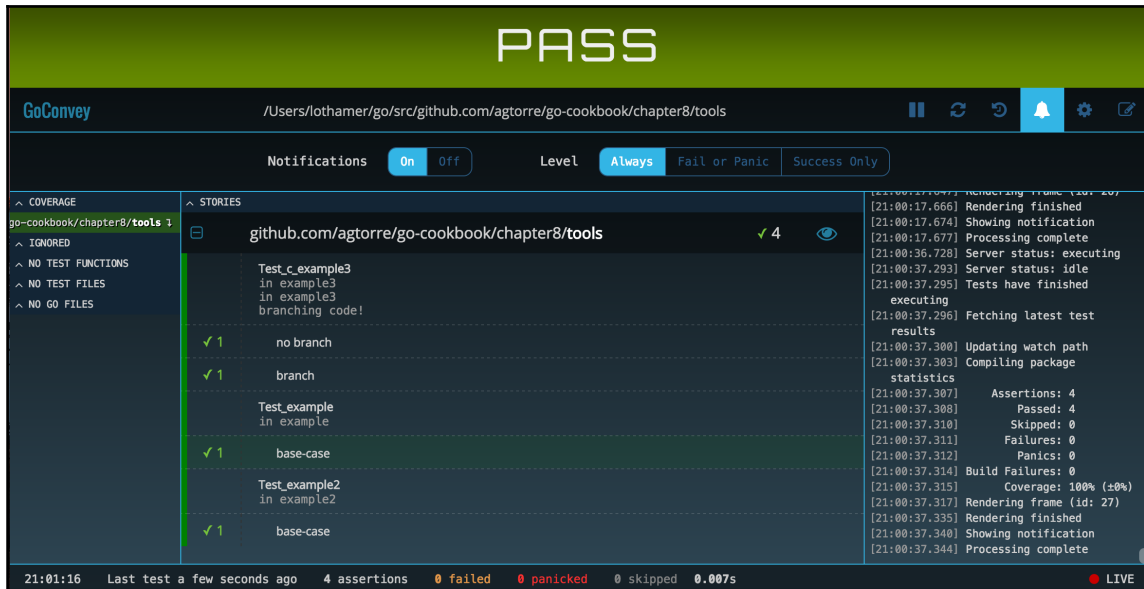 PASS
GoConvey
/Users/lothamer/go/src/github.com/agtorre/go-cookbook/chapter8/tools
Notifications On Off Level Always Fail or Panic Success Only
COVERAGE
go-cookbook/chapter8/tools
IGNORED
NO TEST FUNCTIONS
NO TEST FILES
NO GO FILES
STORIES
github.com/agtorre/go-cookbook/chapter8/tools ✓ 4
Test_c_example3
in example3
in example3
branching code!
✓ 1 no branch
✓ 1 branch
Test_example
in example
✓ 1 base-case
Test_example2
in example2
✓ 1 base-case
[21:00:17.647] Rendering frame (id: 26)
[21:00:17.666] Rendering finished
[21:00:17.674] Showing notification
[21:00:17.677] Processing complete
[21:00:36.728] Server status: executing
[21:00:37.293] Server status: idle
[21:00:37.295] Tests have finished
executing
[21:00:37.296] Fetching latest test
results
[21:00:37.300] Updating watch path
[21:00:37.303] Compiling package
statistics
[21:00:37.307] Assertions: 4
[21:00:37.308] Passed: 4
[21:00:37.310] Skipped: 0
[21:00:37.311] Failures: 0
[21:00:37.312] Panics: 0
[21:00:37.314] Build Failures: 0
[21:00:37.315] Coverage: 100% (±0%)
[21:00:37.317] Rendering frame (id: 27)
[21:00:37.335] Rendering finished
[21:00:37.340] Showing notification
[21:00:37.344] Processing complete
21:01:16 Last test a few seconds ago 4 assertions 0 failed 0 panicked 0 skipped 0.007s LIVE